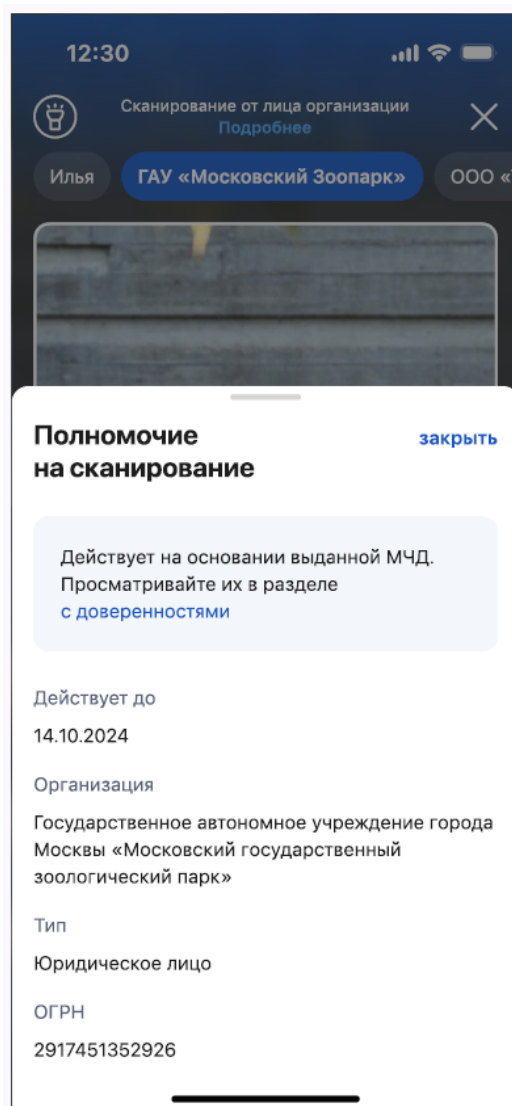 12:30
Сканирование от лица организации
Подробнее
Илья
ГАУ «Московский Зоопарк»
ООО «
Полномочие
на сканирование
закрыть
Действует на основании выданной МЧД.
Просматривайте их в разделе
с доверенностями
Действует до
14.10.2024
Организация
Государственное автономное учреждение города
Москвы «Московский государственный
зоологический парк»
Тип
Юридическое лицо
ОГРН
2917451352926